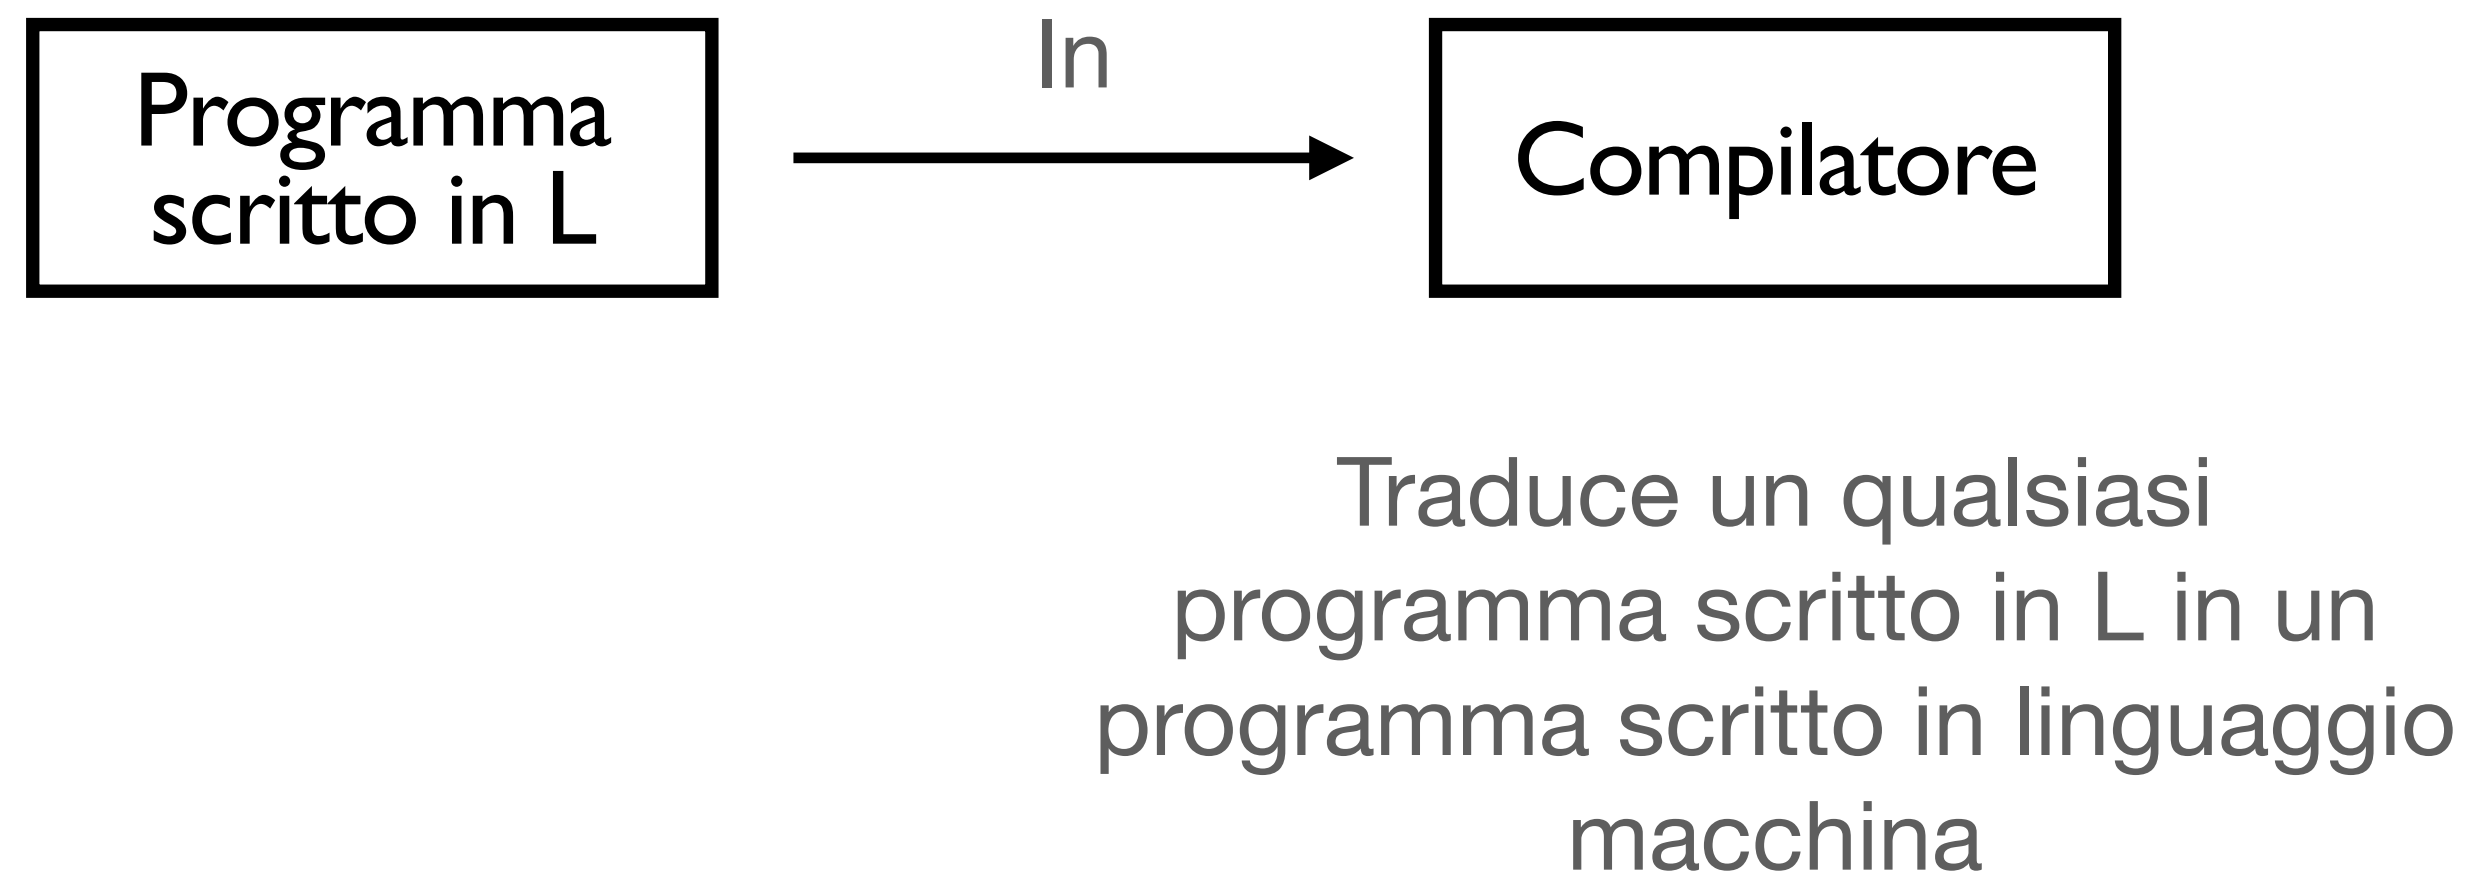 Programma
scritto in L
In
Compilatore
Traduce un qualsiasi
programma scritto in L in un
programma scritto in linguaggio
macchina